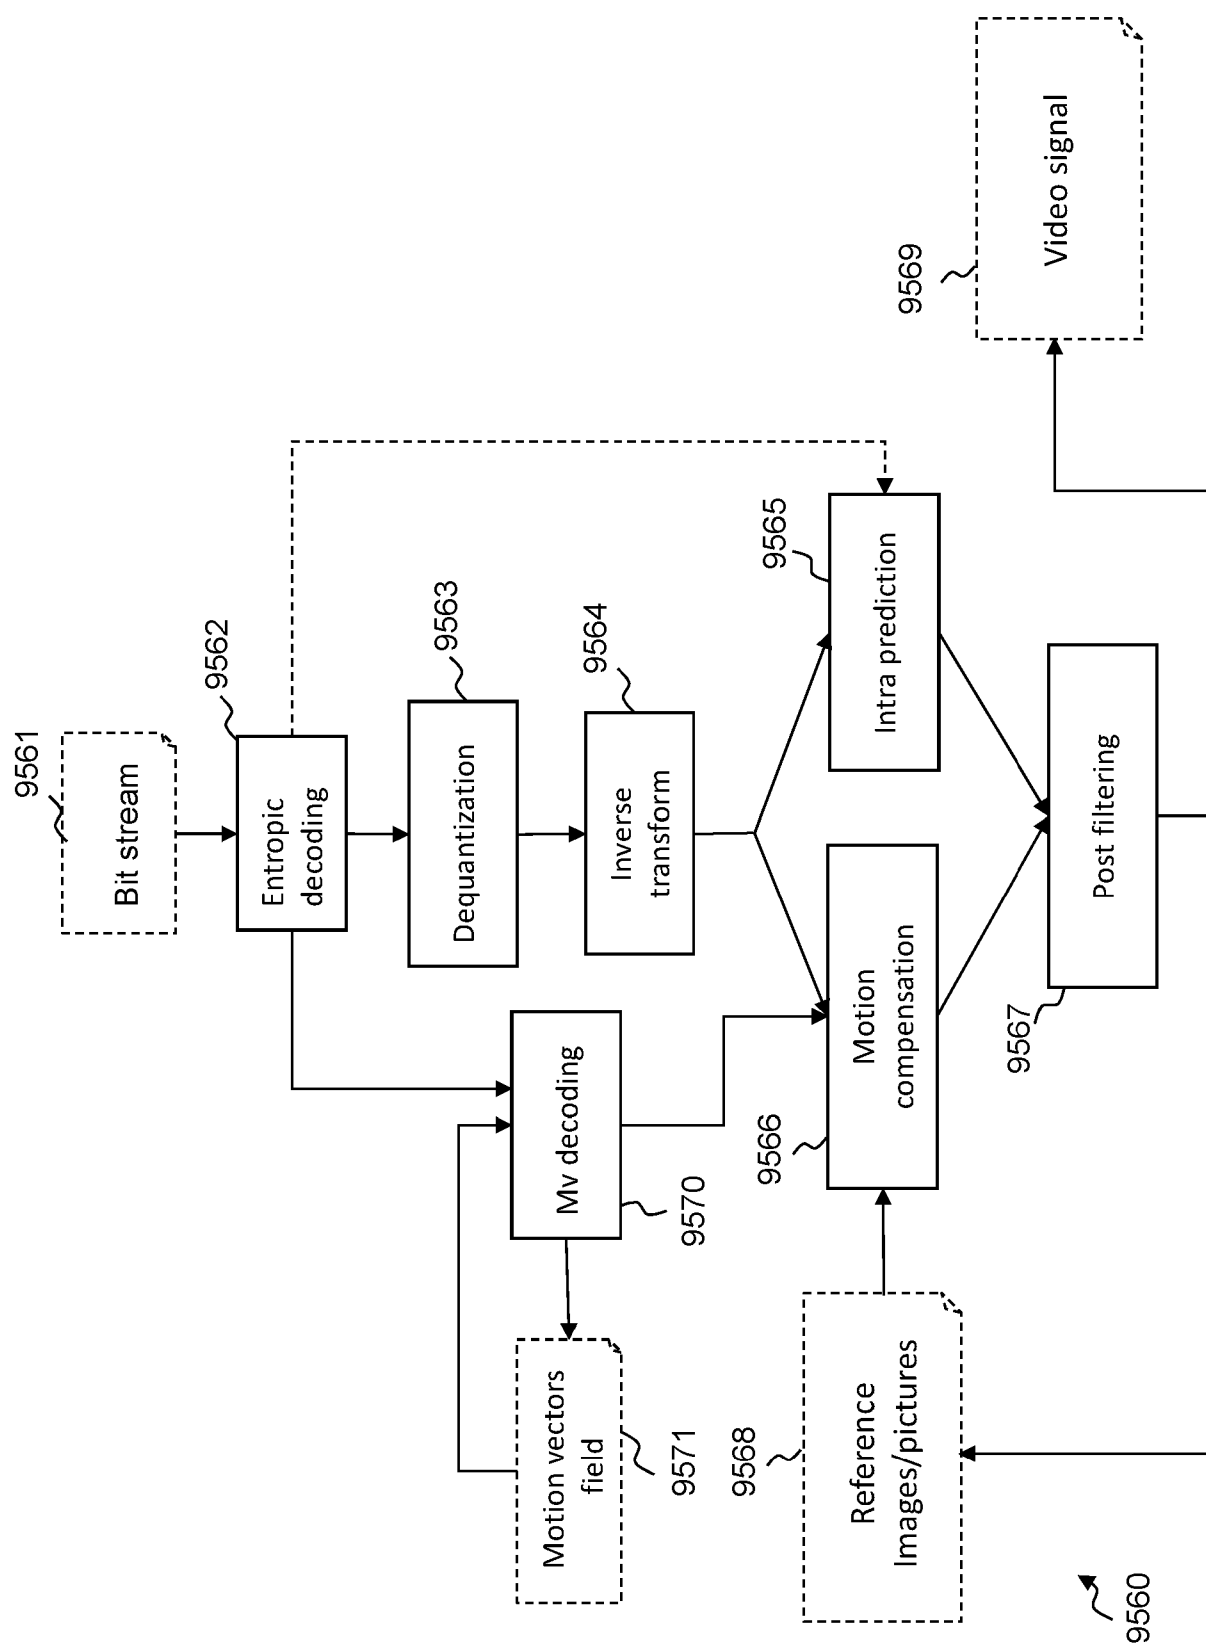 9561
Bit stream
9562
Entropic
decoding
9563
Dequantization
9564
Inverse
transform
9570
Mv decoding
9571
Motion vectors
field
9565
Intra prediction
9566
Motion
compensation
9568
Reference
Images/pictures
9567
Post filtering
9569
Video signal
9560